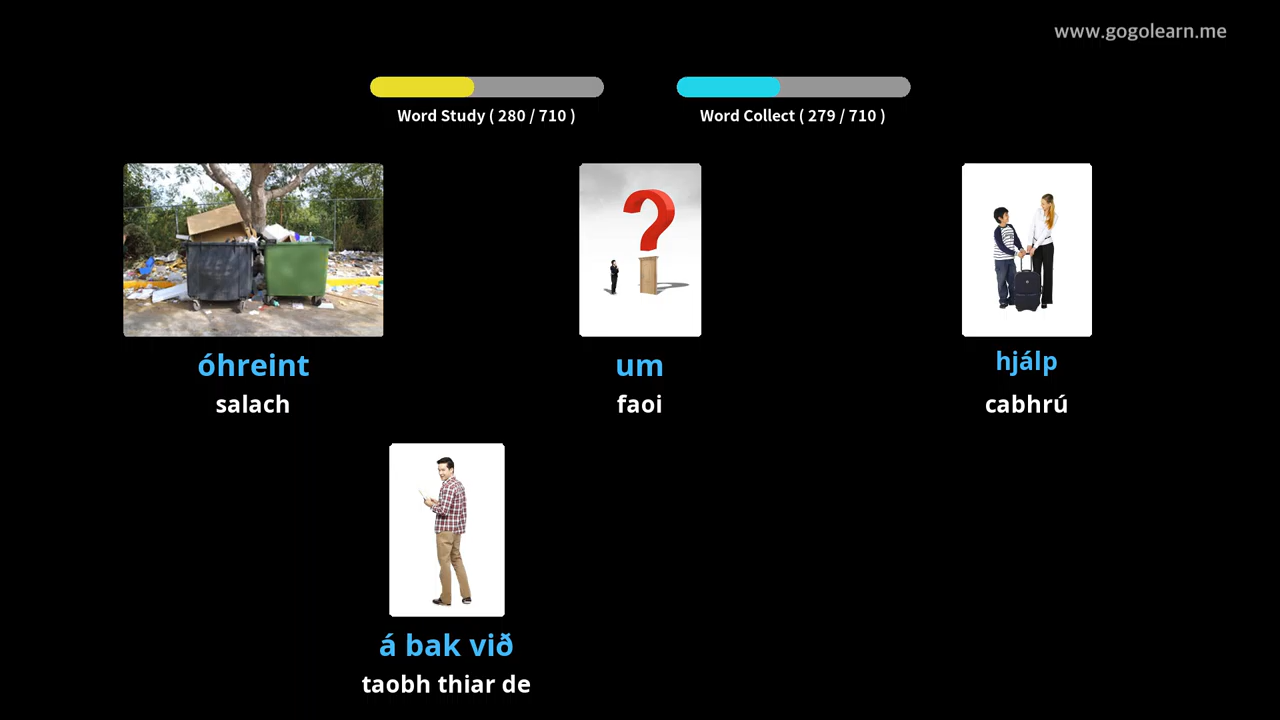 www.gogolearn.me
Word Study ( 280 / 710 )
Word Collect ( 279 / 710 )
óhreint
salach
um
faoi
hjálp
cabhrú
á bak við
taobh thiar de